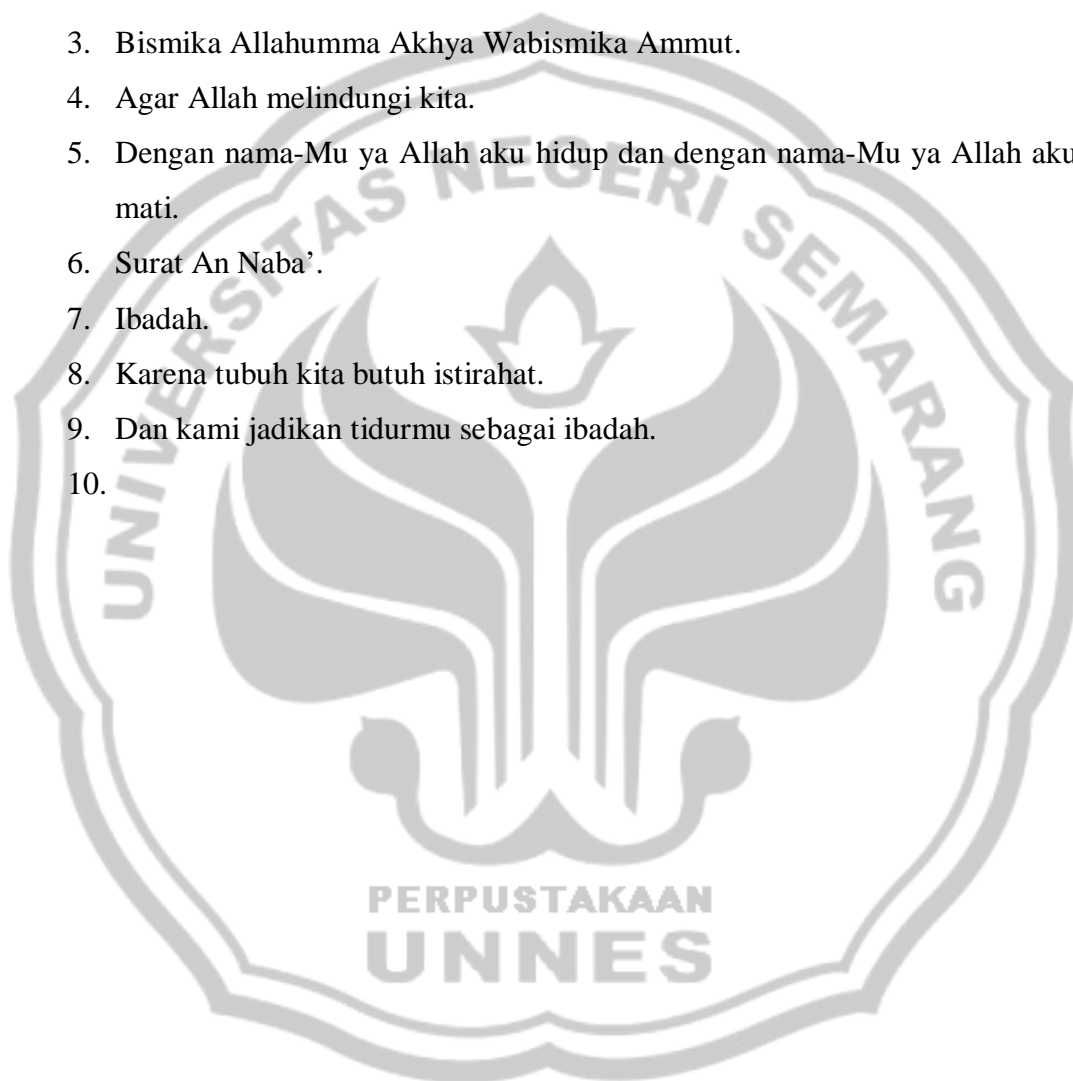 3. Bismika Allahumma Akhya Wabismika Ammut.
4. Agar Allah melindungi kita.
5. Dengan nama-Mu ya Allah aku hidup dan dengan nama-Mu ya Allah aku
mati.
6. Surat An Naba’.
7. Ibadah.
8. Karena tubuh kita butuh istirahat.
9. Dan kami jadikan tidurmu sebagai ibadah.
10.
UNIVERSITAS NEGERI SEMARANG
PERPUSTAKAAN
UNNES